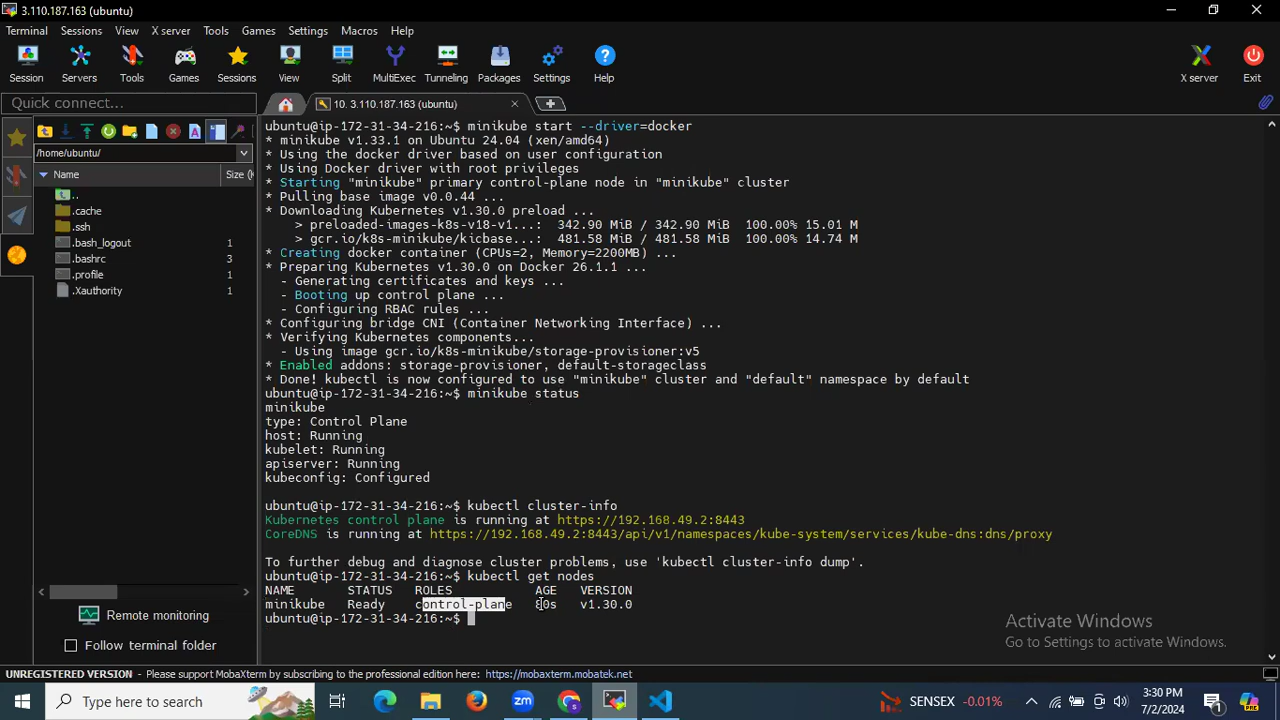 3.110.187.163 (ubuntu)
Terminal Sessions View X server Tools Games Settings Macros Help
Session Servers Tools Games Sessions View Split MultiExec Tunneling Packages Settings Help X server Exit
Quick connect...
10. 3.110.187.163 (ubuntu)
/home/ubuntu/
Name Size (
..
.cache
.ssh
.bash_logout 1
.bashrc 3
.profile 1
.Xauthority 1
Remote monitoring
Follow terminal folder
ubuntu@ip-172-31-34-216:~$ minikube start --driver=docker
* minikube v1.33.1 on Ubuntu 24.04 (xen/amd64)
* Using the docker driver based on user configuration
* Using Docker driver with root privileges
* Starting "minikube" primary control-plane node in "minikube" cluster
* Pulling base image v0.0.44 ...
* Downloading Kubernetes v1.30.0 preload ...
> preloaded-images-k8s-v18-v1...: 342.90 MiB / 342.90 MiB 100.00% 15.01 M
> gcr.io/k8s-minikube/kicbase...: 481.58 MiB / 481.58 MiB 100.00% 14.74 M
* Creating docker container (CPUs=2, Memory=2200MB) ...
* Preparing Kubernetes v1.30.0 on Docker 26.1.1 ...
- Generating certificates and keys ...
- Booting up control plane ...
- Configuring RBAC rules ...
* Configuring bridge CNI (Container Networking Interface) ...
* Verifying Kubernetes components...
- Using image gcr.io/k8s-minikube/storage-provisioner:v5
* Enabled addons: storage-provisioner, default-storageclass
* Done! kubectl is now configured to use "minikube" cluster and "default" namespace by default
ubuntu@ip-172-31-34-216:~$ minikube status
minikube
type: Control Plane
host: Running
kubelet: Running
apiserver: Running
kubeconfig: Configured
ubuntu@ip-172-31-34-216:~$ kubectl cluster-info
Kubernetes control plane is running at https://192.168.49.2:8443
CoreDNS is running at https://192.168.49.2:8443/api/v1/namespaces/kube-system/services/kube-dns:dns/proxy
To further debug and diagnose cluster problems, use 'kubectl cluster-info dump'.
ubuntu@ip-172-31-34-216:~$ kubectl get nodes
NAME STATUS ROLES AGE VERSION
minikube Ready control-plane 80s v1.30.0
ubuntu@ip-172-31-34-216:~$
Activate Windows
Go to Settings to activate Windows.
UNREGISTERED VERSION - Please support MobaXterm by subscribing to the professional edition here: https://mobaxterm.mobatek.net
Type here to search
SENSEX -0.01%
3:30 PM
7/2/2024